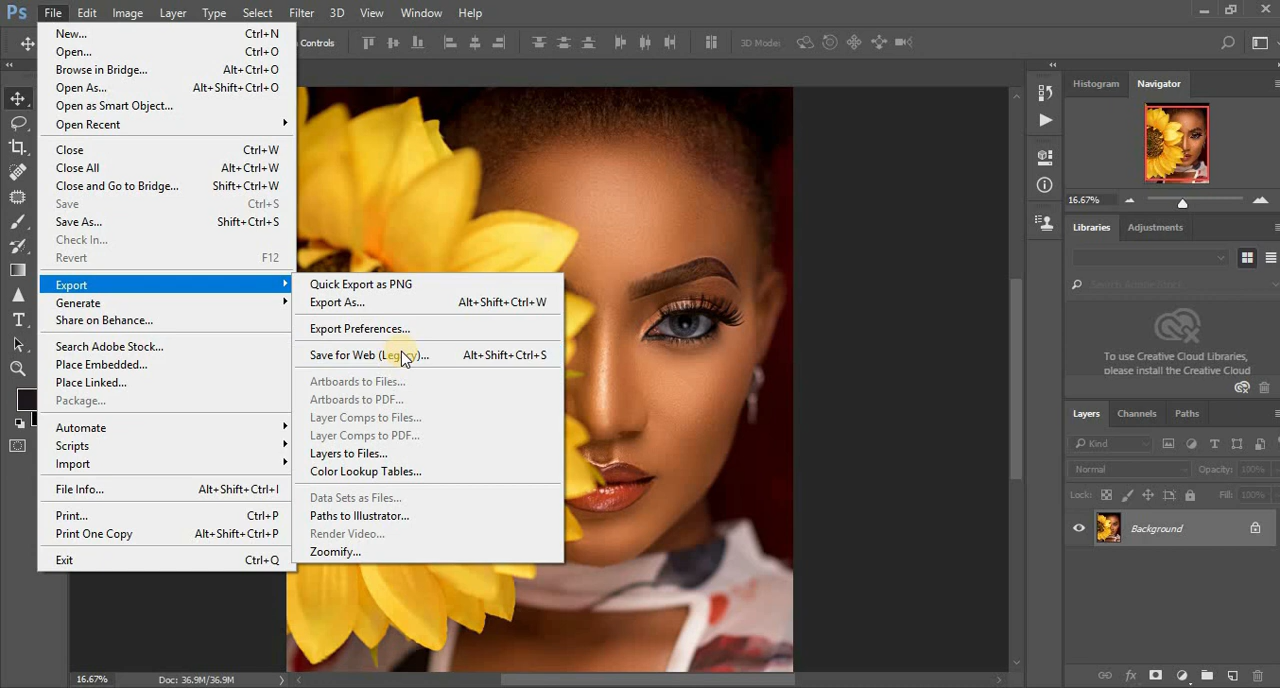 Ps File Edit Image Layer Type Select Filter 3D View Window Help
Controls 3D Mode:
New... Ctrl+N
Open... Ctrl+O
Browse in Bridge... Alt+Ctrl+O
Open As... Alt+Shift+Ctrl+O
Open as Smart Object...
Open Recent
Close Ctrl+W
Close All Alt+Ctrl+W
Close and Go to Bridge... Shift+Ctrl+W
Save Ctrl+S
Save As... Shift+Ctrl+S
Check In...
Revert F12
Export
Generate
Share on Behance...
Search Adobe Stock...
Place Embedded...
Place Linked...
Package...
Automate
Scripts
Import
File Info... Alt+Shift+Ctrl+I
Print... Ctrl+P
Print One Copy Alt+Shift+Ctrl+P
Exit Ctrl+Q
Quick Export as PNG
Export As... Alt+Shift+Ctrl+W
Export Preferences...
Save for Web (Legacy)... Alt+Shift+Ctrl+S
Artboards to Files...
Artboards to PDF...
Layer Comps to Files...
Layer Comps to PDF...
Layers to Files...
Color Lookup Tables...
Data Sets as Files...
Paths to Illustrator...
Render Video...
Zoomify...
Histogram Navigator
16.67%
Libraries Adjustments
Search Adobe Stock
To use Creative Cloud Libraries,
please install the Creative Cloud
Layers Channels Paths
Kind
Normal Opacity: 100%
Lock: Fill: 100%
Background
16.67% Doc: 36.9M/36.9M